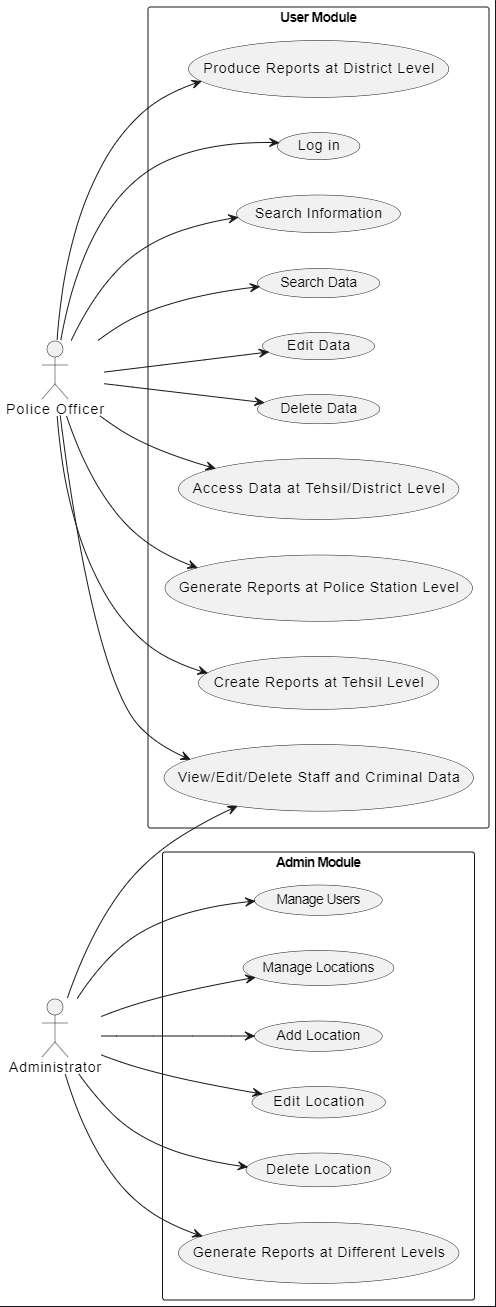 User Module
Produce Reports at District Level
Log in
Search Information
Search Data
Edit Data
Police Officer
Delete Data
Access Data at Tehsil/District Level
Generate Reports at Police Station Level
Create Reports at Tehsil Level
View/Edit/Delete Staff and Criminal Data
Admin Module
Manage Users
Manage Locations
Add Location
Administrator
Edit Location
Delete Location
Generate Reports at Different Levels